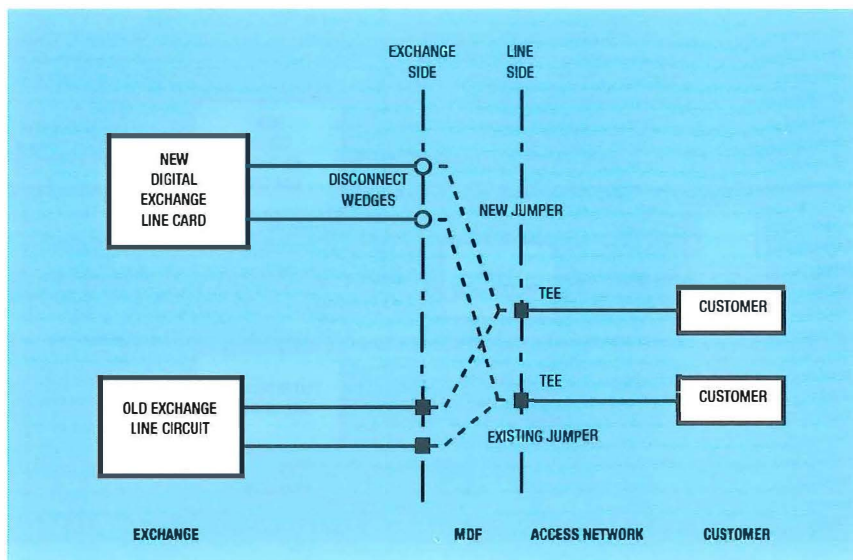 EXCHANGE
SIDE
LINE
SIDE
NEW
DIGITAL
EXCHANGE
LINE CARD
DISCONNECT
WEDGES
NEW JUMPER
TEE
CUSTOMER
TEE
CUSTOMER
OLD EXCHANGE
LINE CIRCUIT
EXISTING JUMPER
EXCHANGE
MDF
ACCESS NETWORK
CUSTOMER